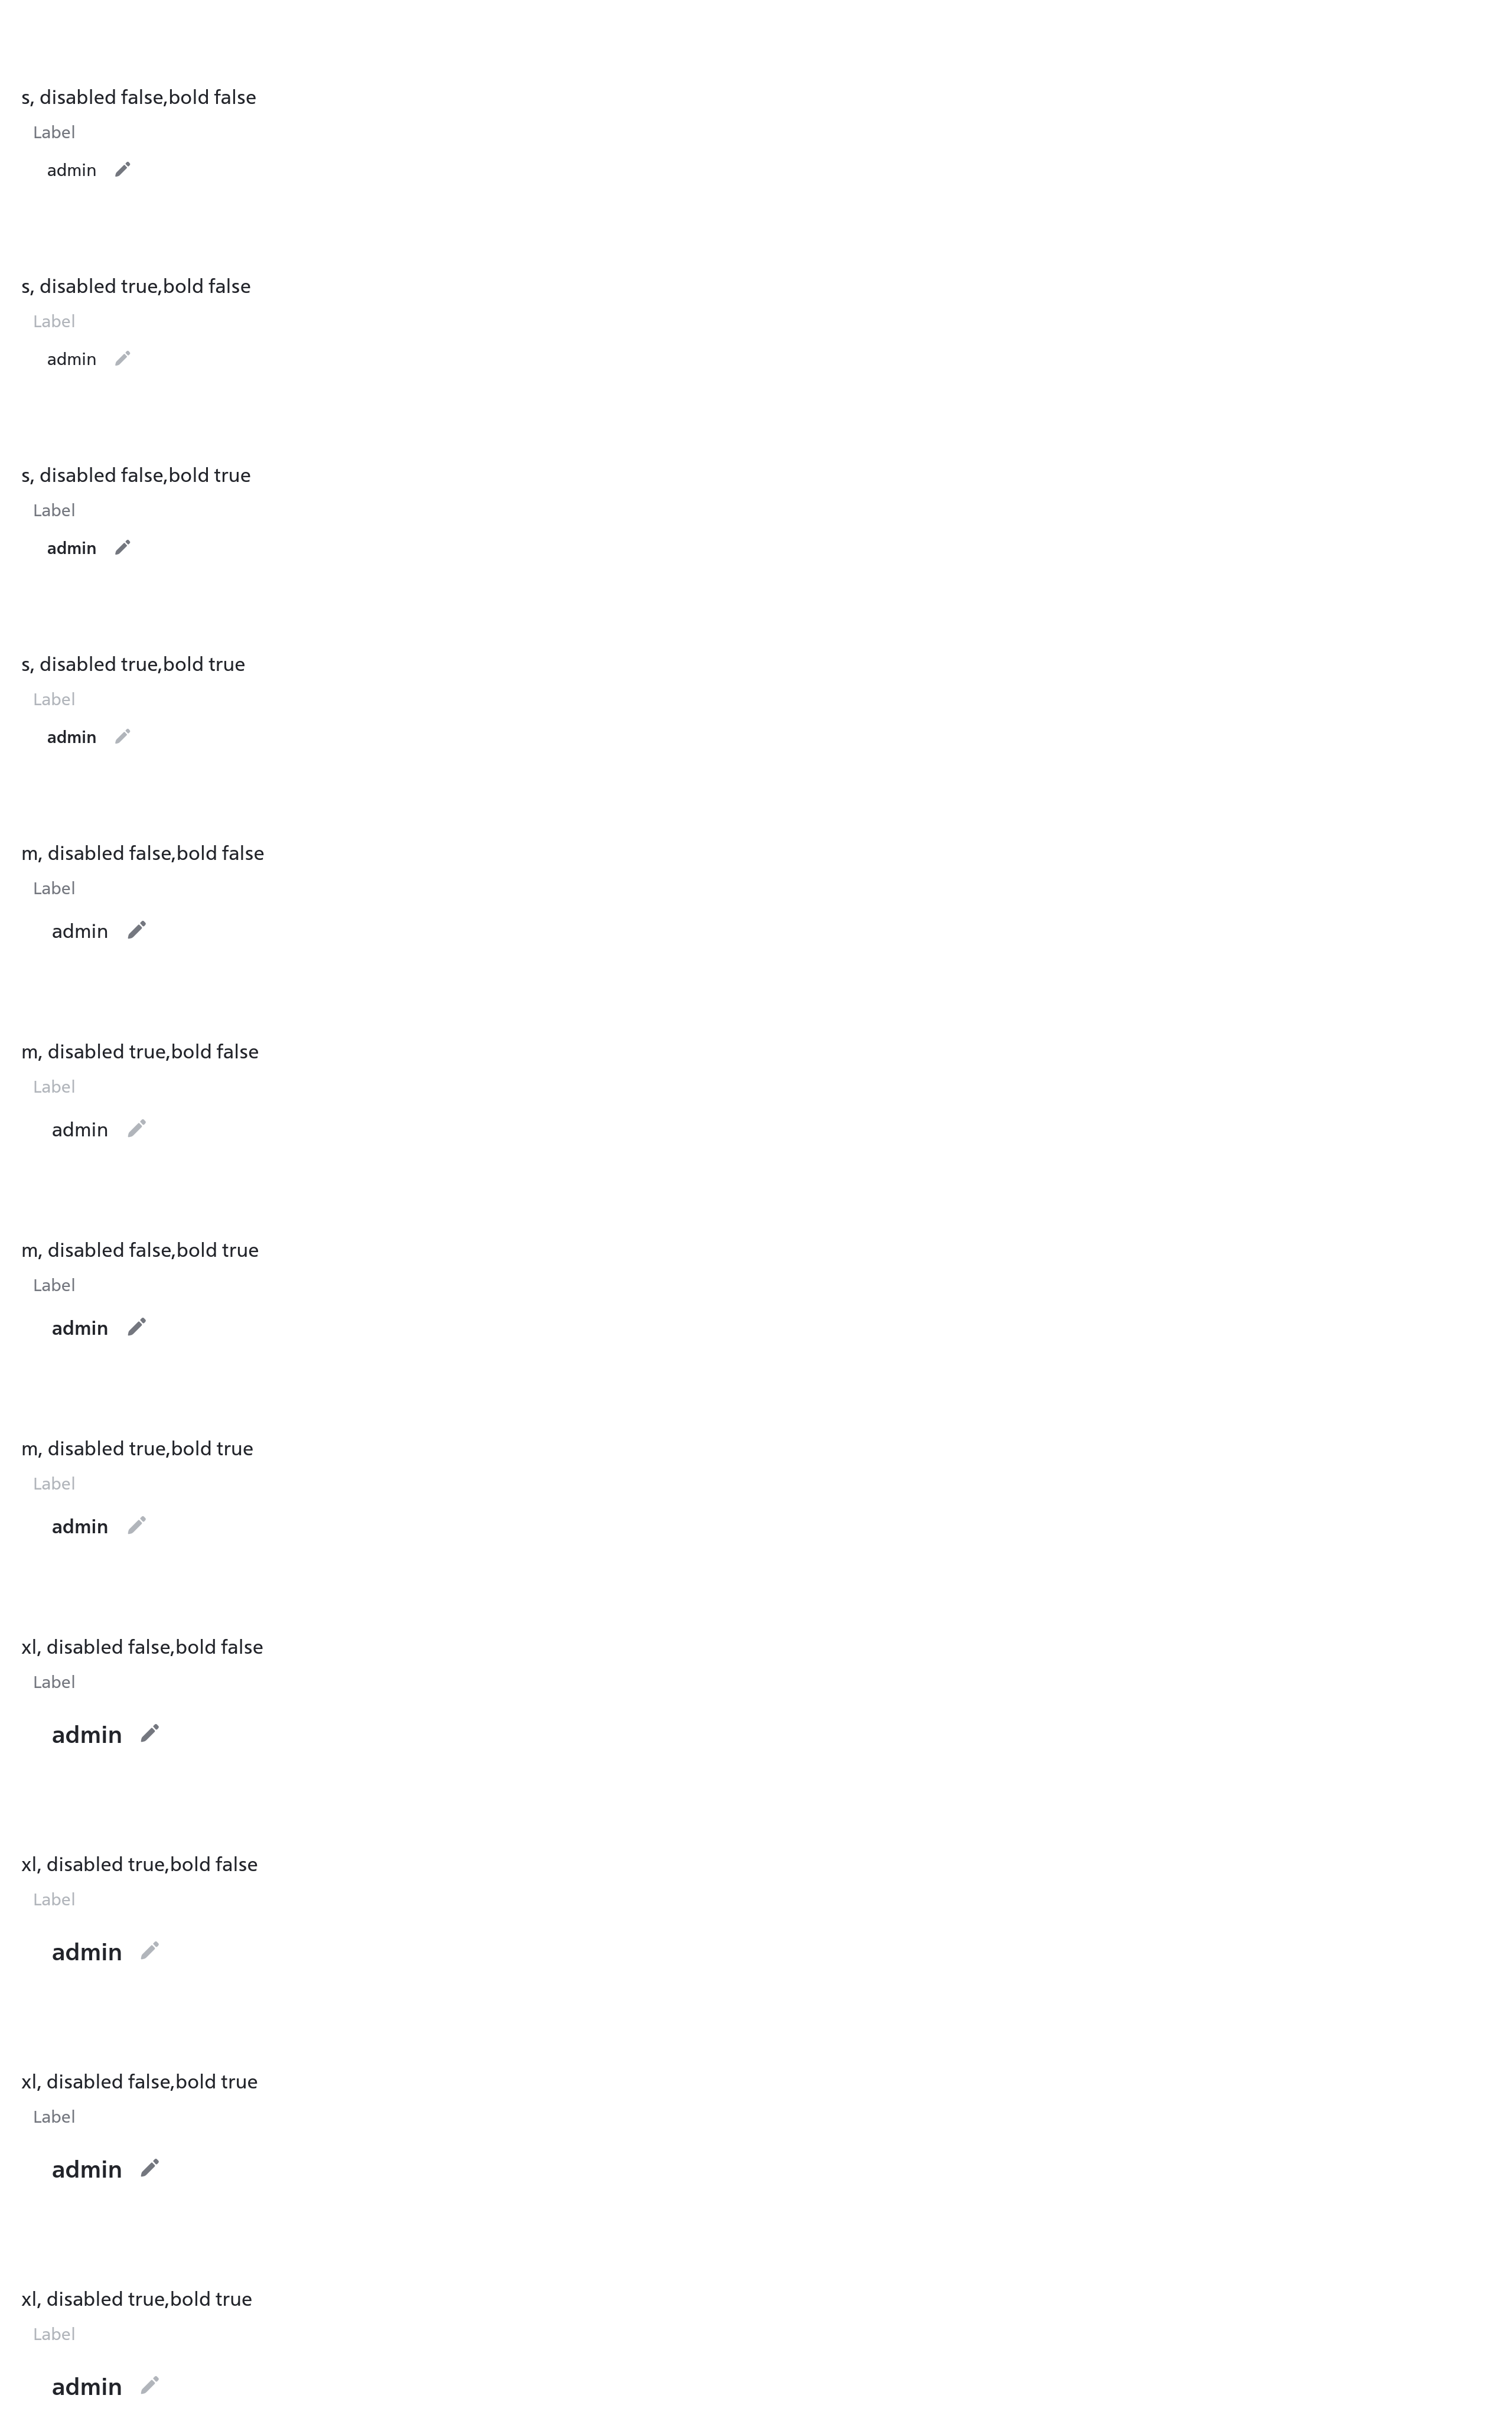 s, disabled false,bold false
Label
admin
s, disabled true,bold false
Label
admin
s, disabled false,bold true
Label
admin
s, disabled true,bold true
Label
admin
m, disabled false,bold false
Label
admin
m, disabled true,bold false
Label
admin
m, disabled false,bold true
Label
admin
m, disabled true,bold true
Label
admin
xl, disabled false,bold false
Label
admin
xl, disabled true,bold false
Label
admin
xl, disabled false,bold true
Label
admin
xl, disabled true,bold true
Label
admin